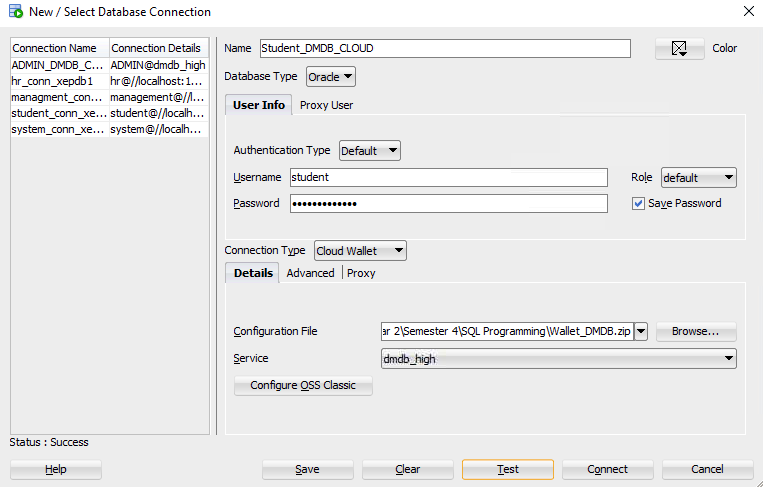 New / Select Database Connection
Connection Name Connection Details
ADMIN_DMDB_C... ADMIN@dmdb_high
hr_conn_xepdb1 hr@//localhost:1...
managment_con... management@//l...
student_conn_xe... student@//localh...
system_conn_xe... system@//localh...
Name Student_DMDB_CLOUD Color
Database Type Oracle
User Info Proxy User
Authentication Type Default
Username student Role default
Password ••••••••••••• Save Password
Connection Type Cloud Wallet
Details Advanced Proxy
Configuration File ar 2\Semester 4\SQL Programming\Wallet_DMDB.zip Browse...
Service dmdb_high
Configure OSS Classic
Status : Success
Help Save Clear Test Connect Cancel